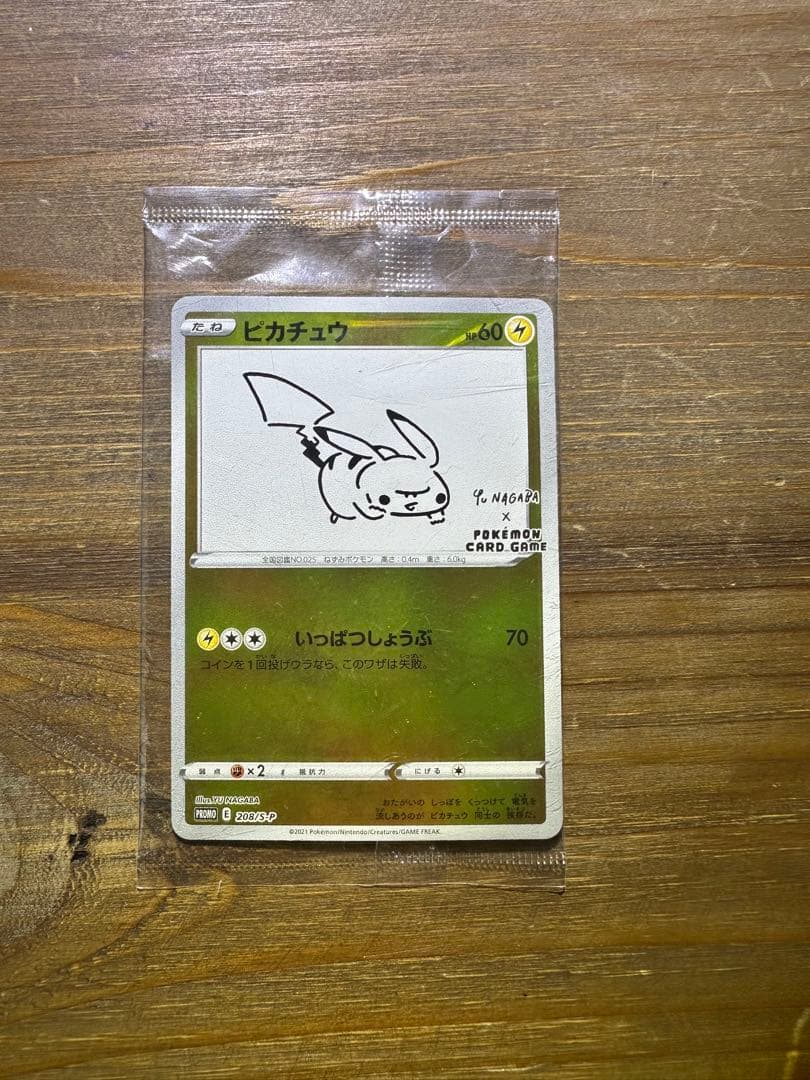 たね ピカチュウ HP60
YU NAGABA
x
POKÉMON
CARD GAME
全国図鑑NO.025 ねずみポケモン 高さ:0.4m 重さ:6.0kg
いっぱつしょうぶ 70
コインを1回投げウラなら、このワザは失敗。
弱点 ×2 抵抗力 にげる
illus.YU NAGABA
PROMO E 208/S-P
おたがいの しっぽを くっつけて 電気を
流しあうのが ピカチュウ 同士の 挨拶だ。
©2021 Pokémon/Nintendo/Creatures/GAME FREAK.